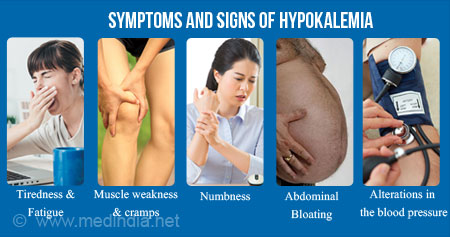 SYMPTOMS AND SIGNS OF HYPOKALEMIA
Tiredness &
Fatigue
Muscle weakness
& cramps
Numbness
Abdominal
Bloating
Alterations in
the blood pressure
© www.medindia.net